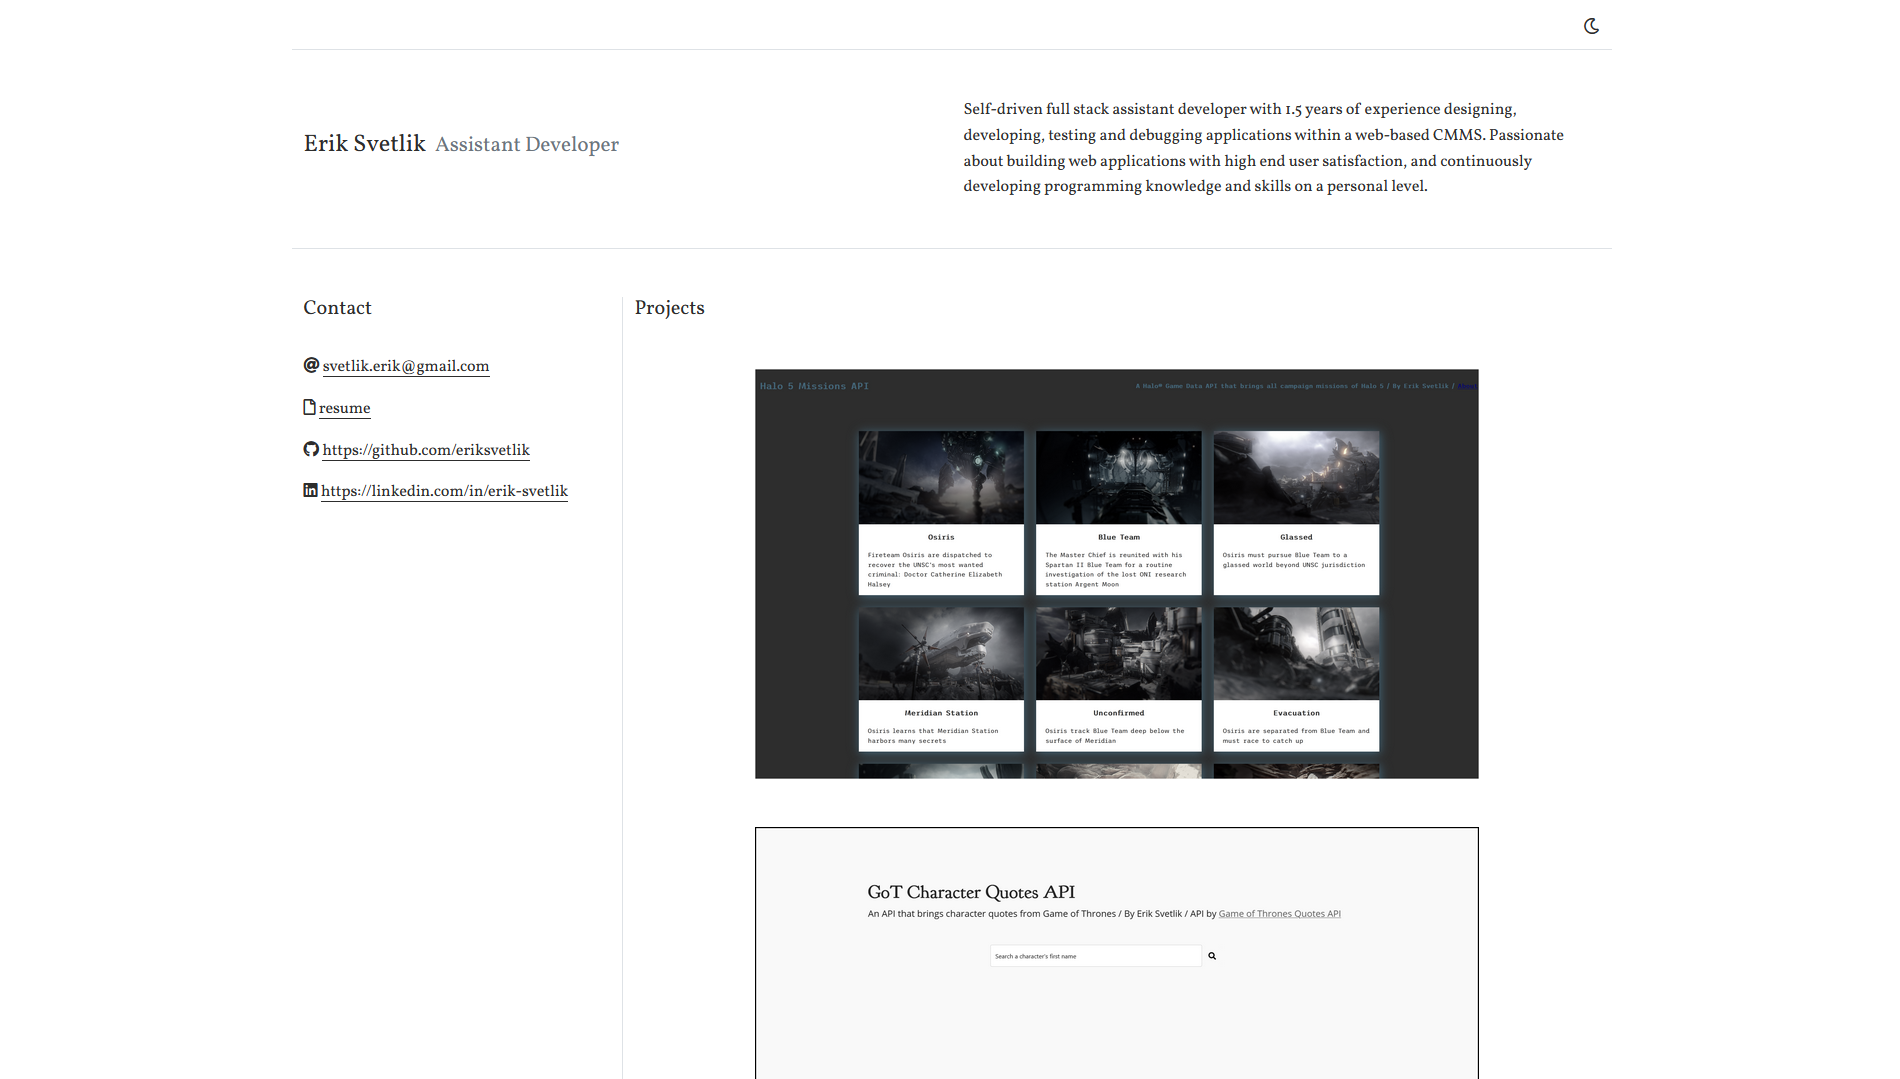 Erik Svetlik Assistant Developer
Self-driven full stack assistant developer with 1.5 years of experience designing,
developing, testing and debugging applications within a web-based CMMS. Passionate
about building web applications with high end user satisfaction, and continuously
developing programming knowledge and skills on a personal level.
Contact
svetlik.erik@gmail.com
resume
https://github.com/eriksvetlik
https://linkedin.com/in/erik-svetlik
Projects
Halo 5 Missions API
A Halo® Game Data API that brings all campaign missions of Halo 5 / By Erik Svetlik / About
Osiris
Fireteam Osiris are dispatched to
recover the UNSC's most wanted
criminal: Doctor Catherine Elizabeth
Halsey
Blue Team
The Master Chief is reunited with his
Spartan II Blue Team for a routine
investigation of the lost ONI research
station Argent Moon
Glassed
Osiris must pursue Blue Team to a
glassed world beyond UNSC jurisdiction
Meridian Station
Osiris learns that Meridian Station
harbors many secrets
Unconfirmed
Osiris track Blue Team deep below the
surface of Meridian
Evacuation
Osiris are separated from Blue Team and
must race to catch up
GoT Character Quotes API
An API that brings character quotes from Game of Thrones / By Erik Svetlik / API by Game of Thrones Quotes API
Search a character's first name